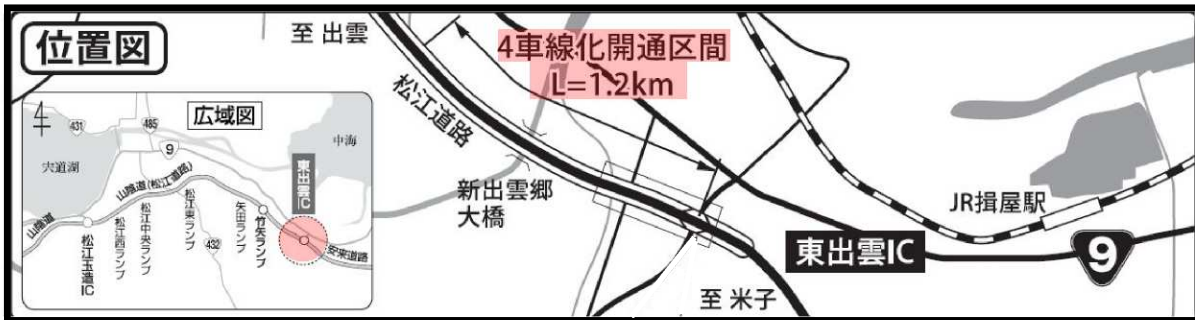 位置図
至 出雲
4車線化開通区間
L=1.2km
松江道路
新出雲郷
大橋
JR揖屋駅
東出雲IC
9
至 米子
広域図
431
485
9
中海
宍道湖
山陰道(松江道路)
東出雲IC
山陰道
松江玉造IC
松江西ランプ
松江中央ランプ
松江東ランプ
432
矢田ランプ
竹矢ランプ
安来道路